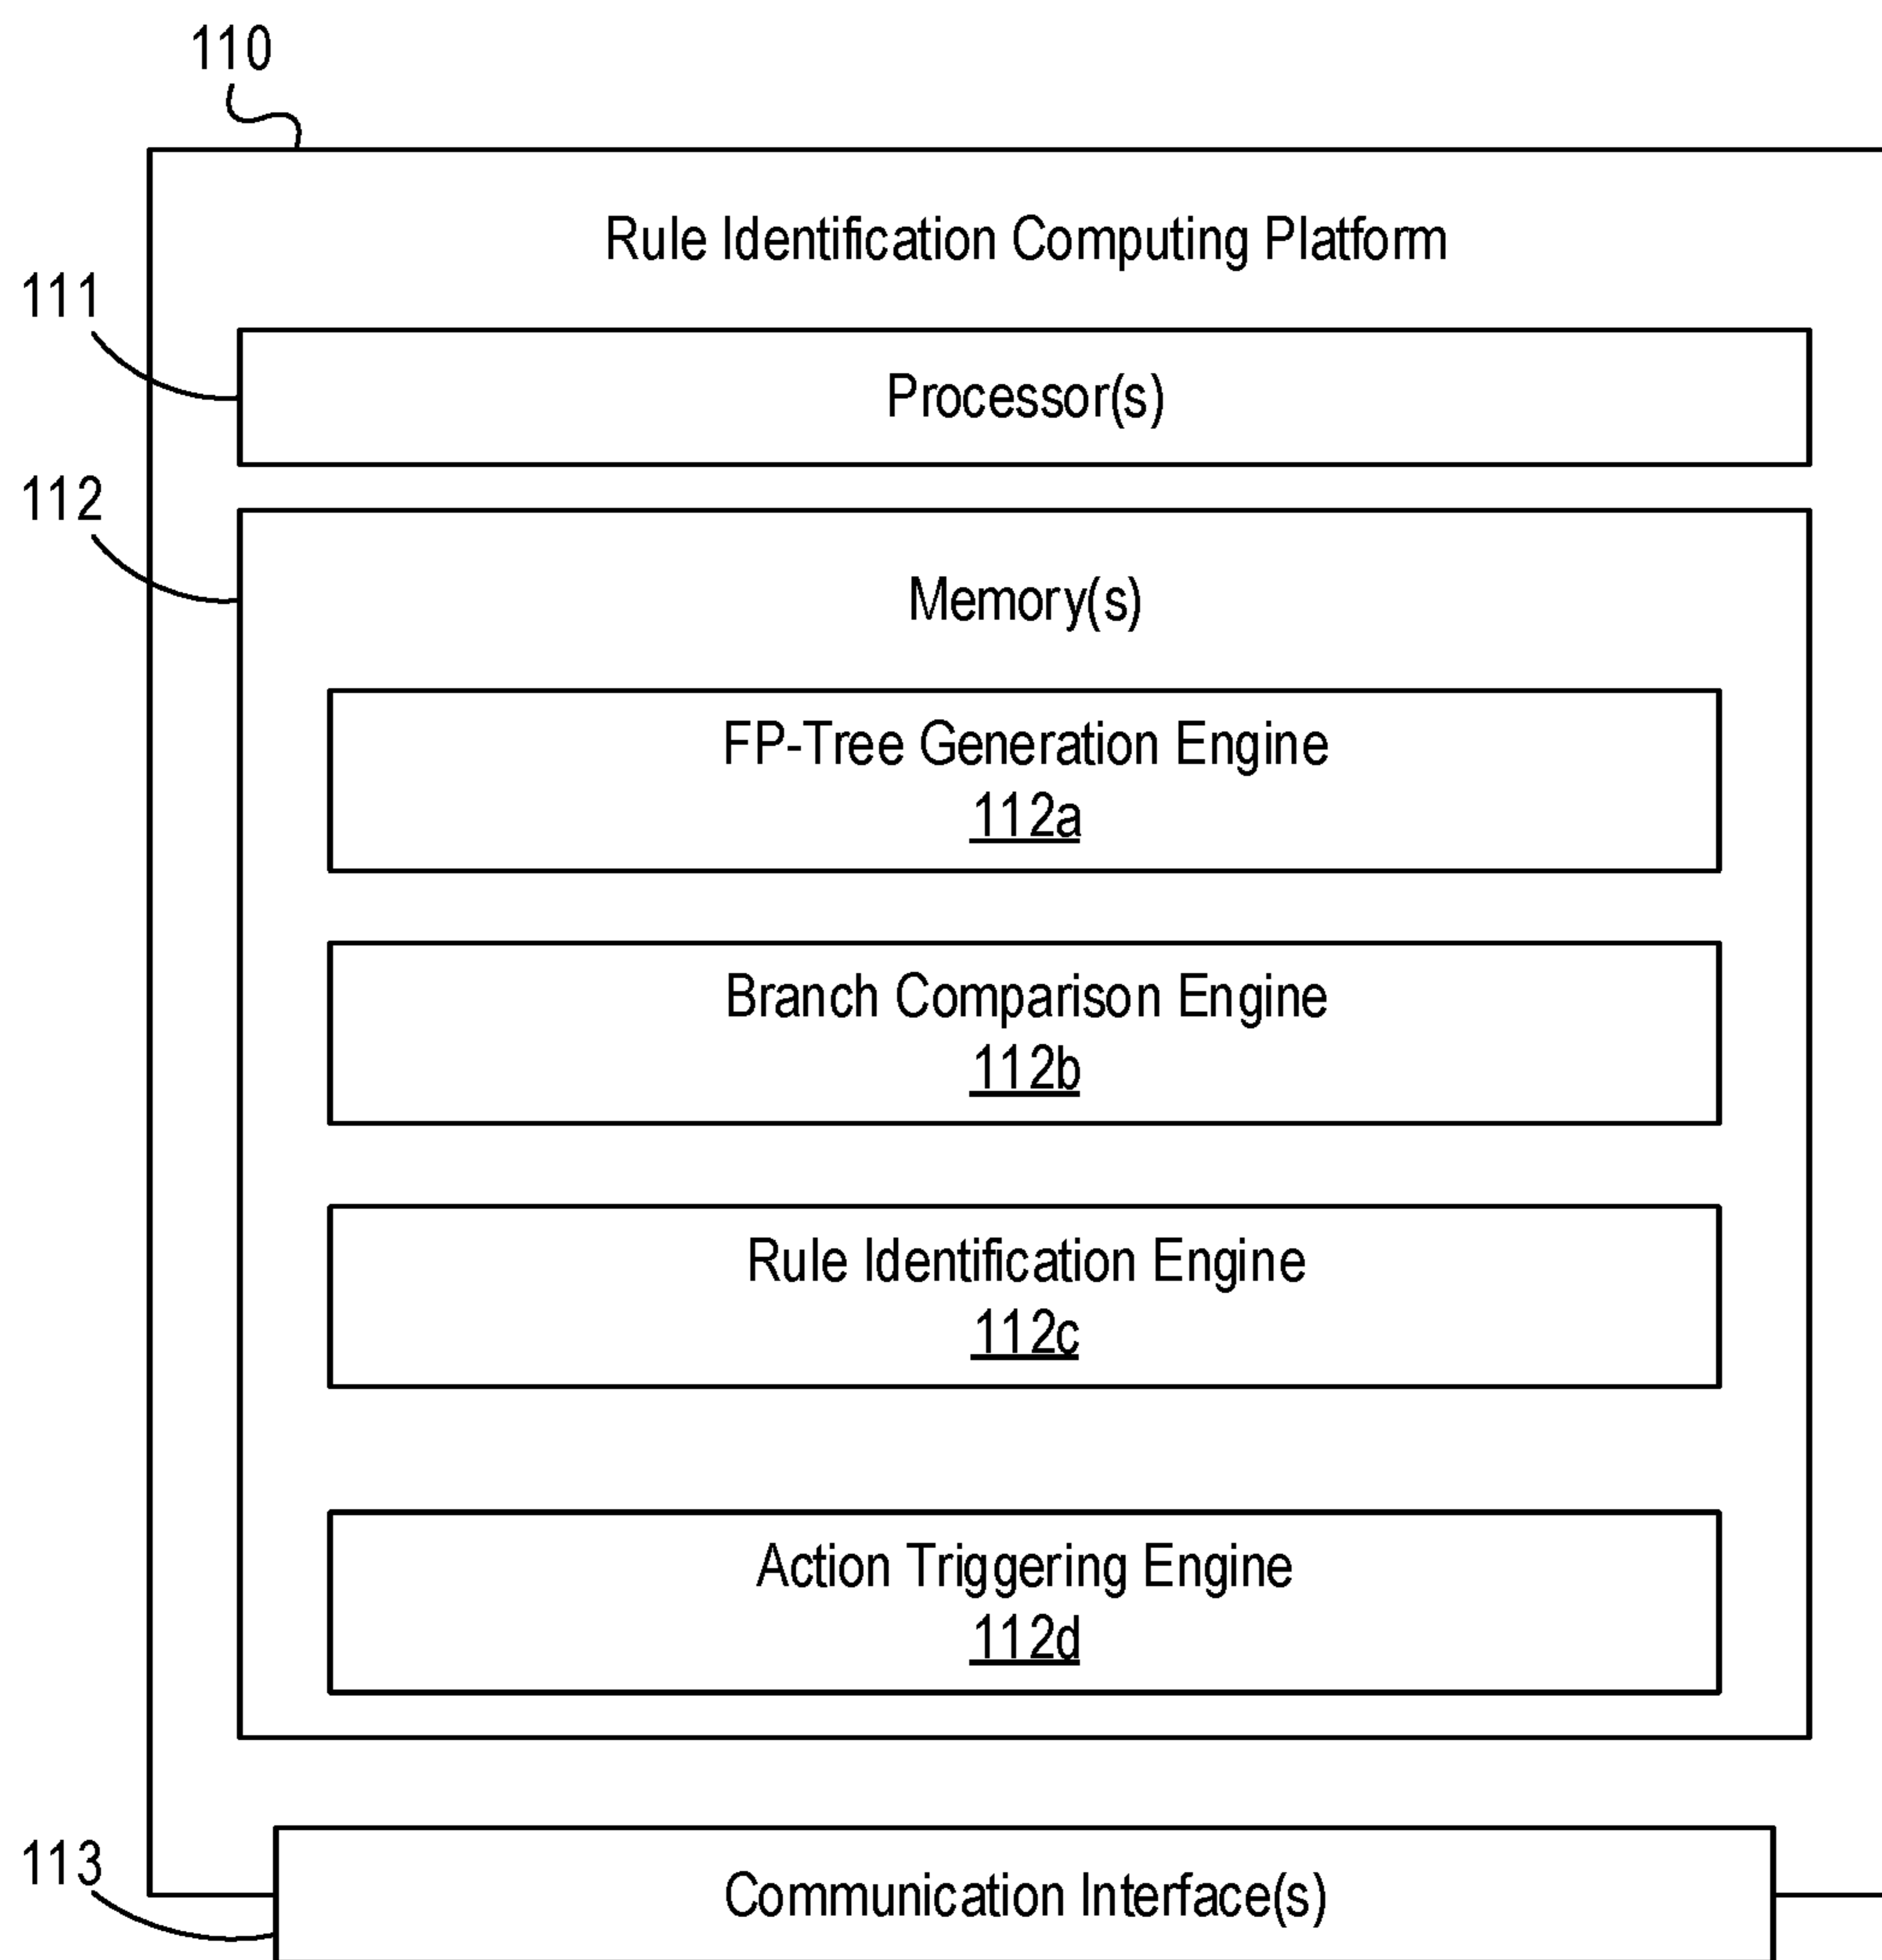 110
Rule Identification Computing Platform
111
Processor(s)
112
Memory(s)
FP-Tree Generation Engine
112a
Branch Comparison Engine
112b
Rule Identification Engine
112c
Action Triggering Engine
112d
113
Communication Interface(s)